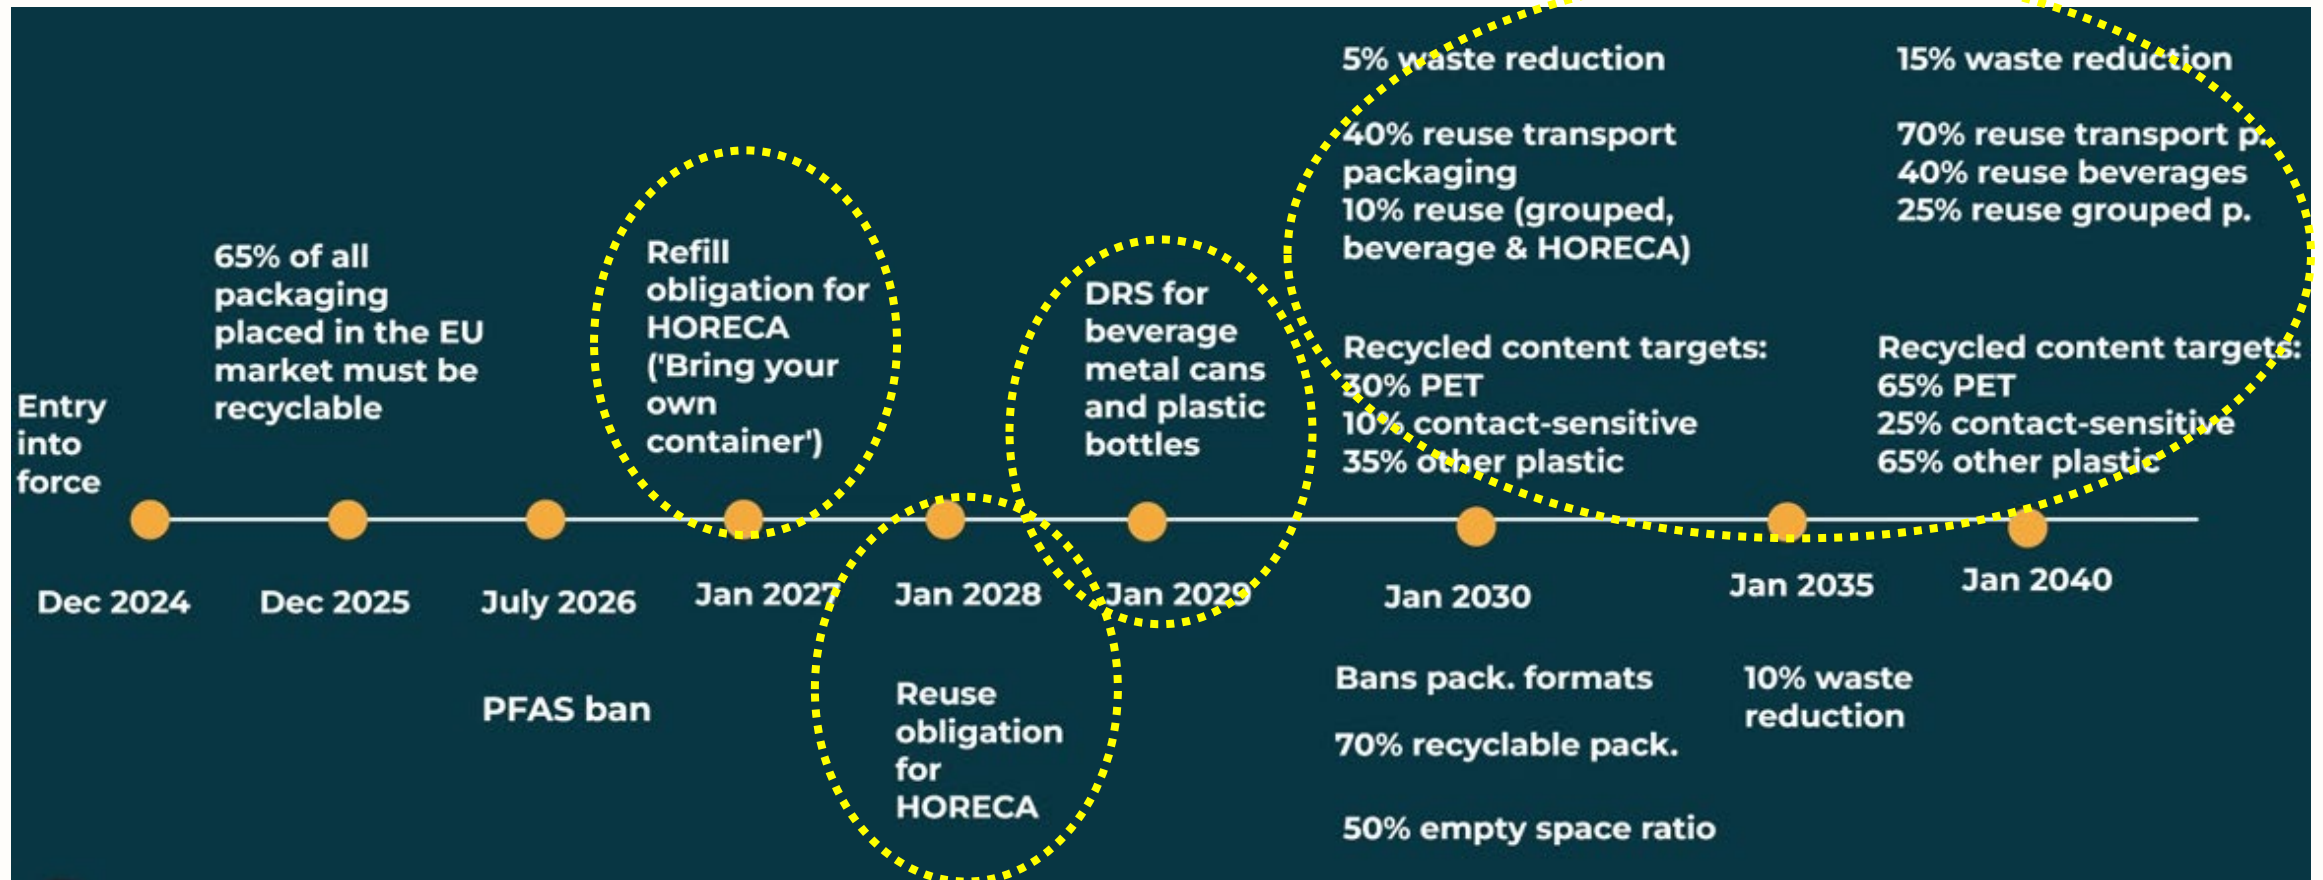 Entry
into
force
Dec 2024
65% of all
packaging
placed in the EU
market must be
recyclable
Dec 2025
July 2026
PFAS ban
Refill
obligation for
HORECA
('Bring your
own
container')
Jan 2027
Jan 2028
Reuse
obligation
for
HORECA
DRS for
beverage
metal cans
and plastic
bottles
Jan 2029
5% waste reduction
40% reuse transport
packaging
10% reuse (grouped,
beverage & HORECA)
Recycled content targets:
30% PET
10% contact-sensitive
35% other plastic
Jan 2030
Bans pack. formats
70% recyclable pack.
50% empty space ratio
Jan 2035
10% waste
reduction
15% waste reduction
70% reuse transport p.
40% reuse beverages
25% reuse grouped p.
Recycled content targets:
65% PET
25% contact-sensitive
65% other plastic
Jan 2040